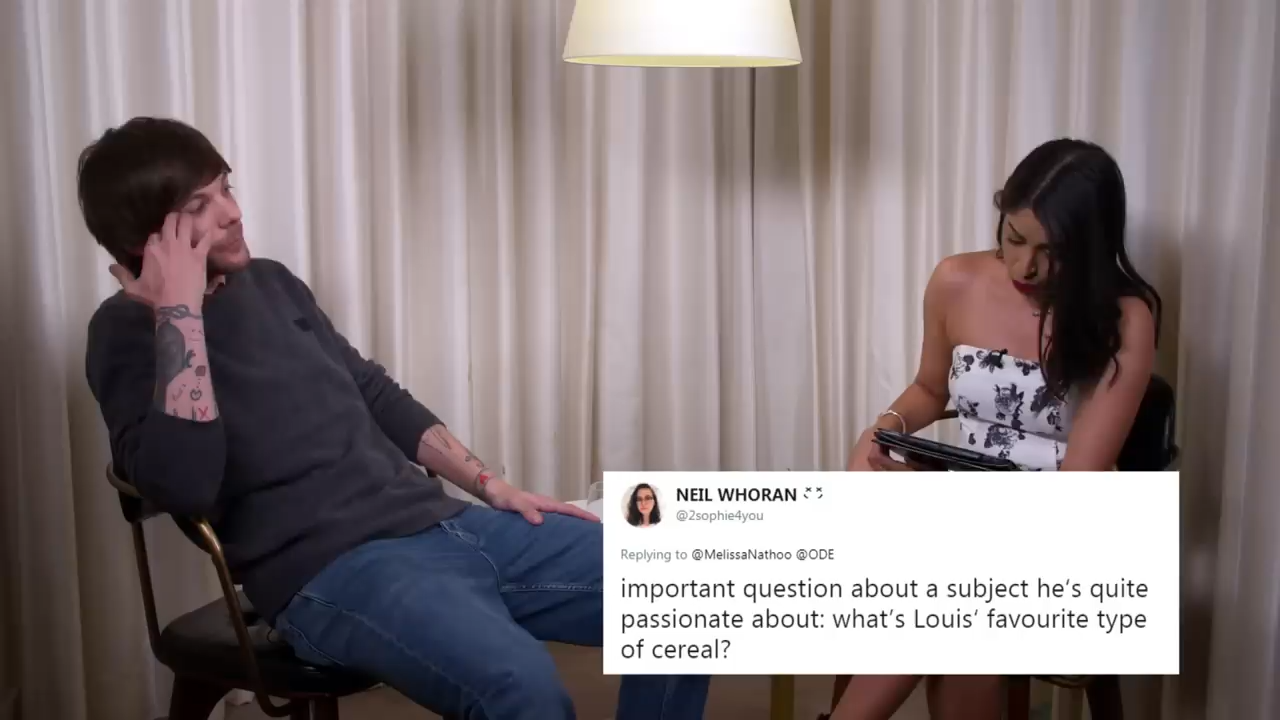 NEIL WHORAN
@2sophie4you
Replying to @MelissaNathoo @ODE
important question about a subject he's quite
passionate about: what's Louis' favourite type
of cereal?